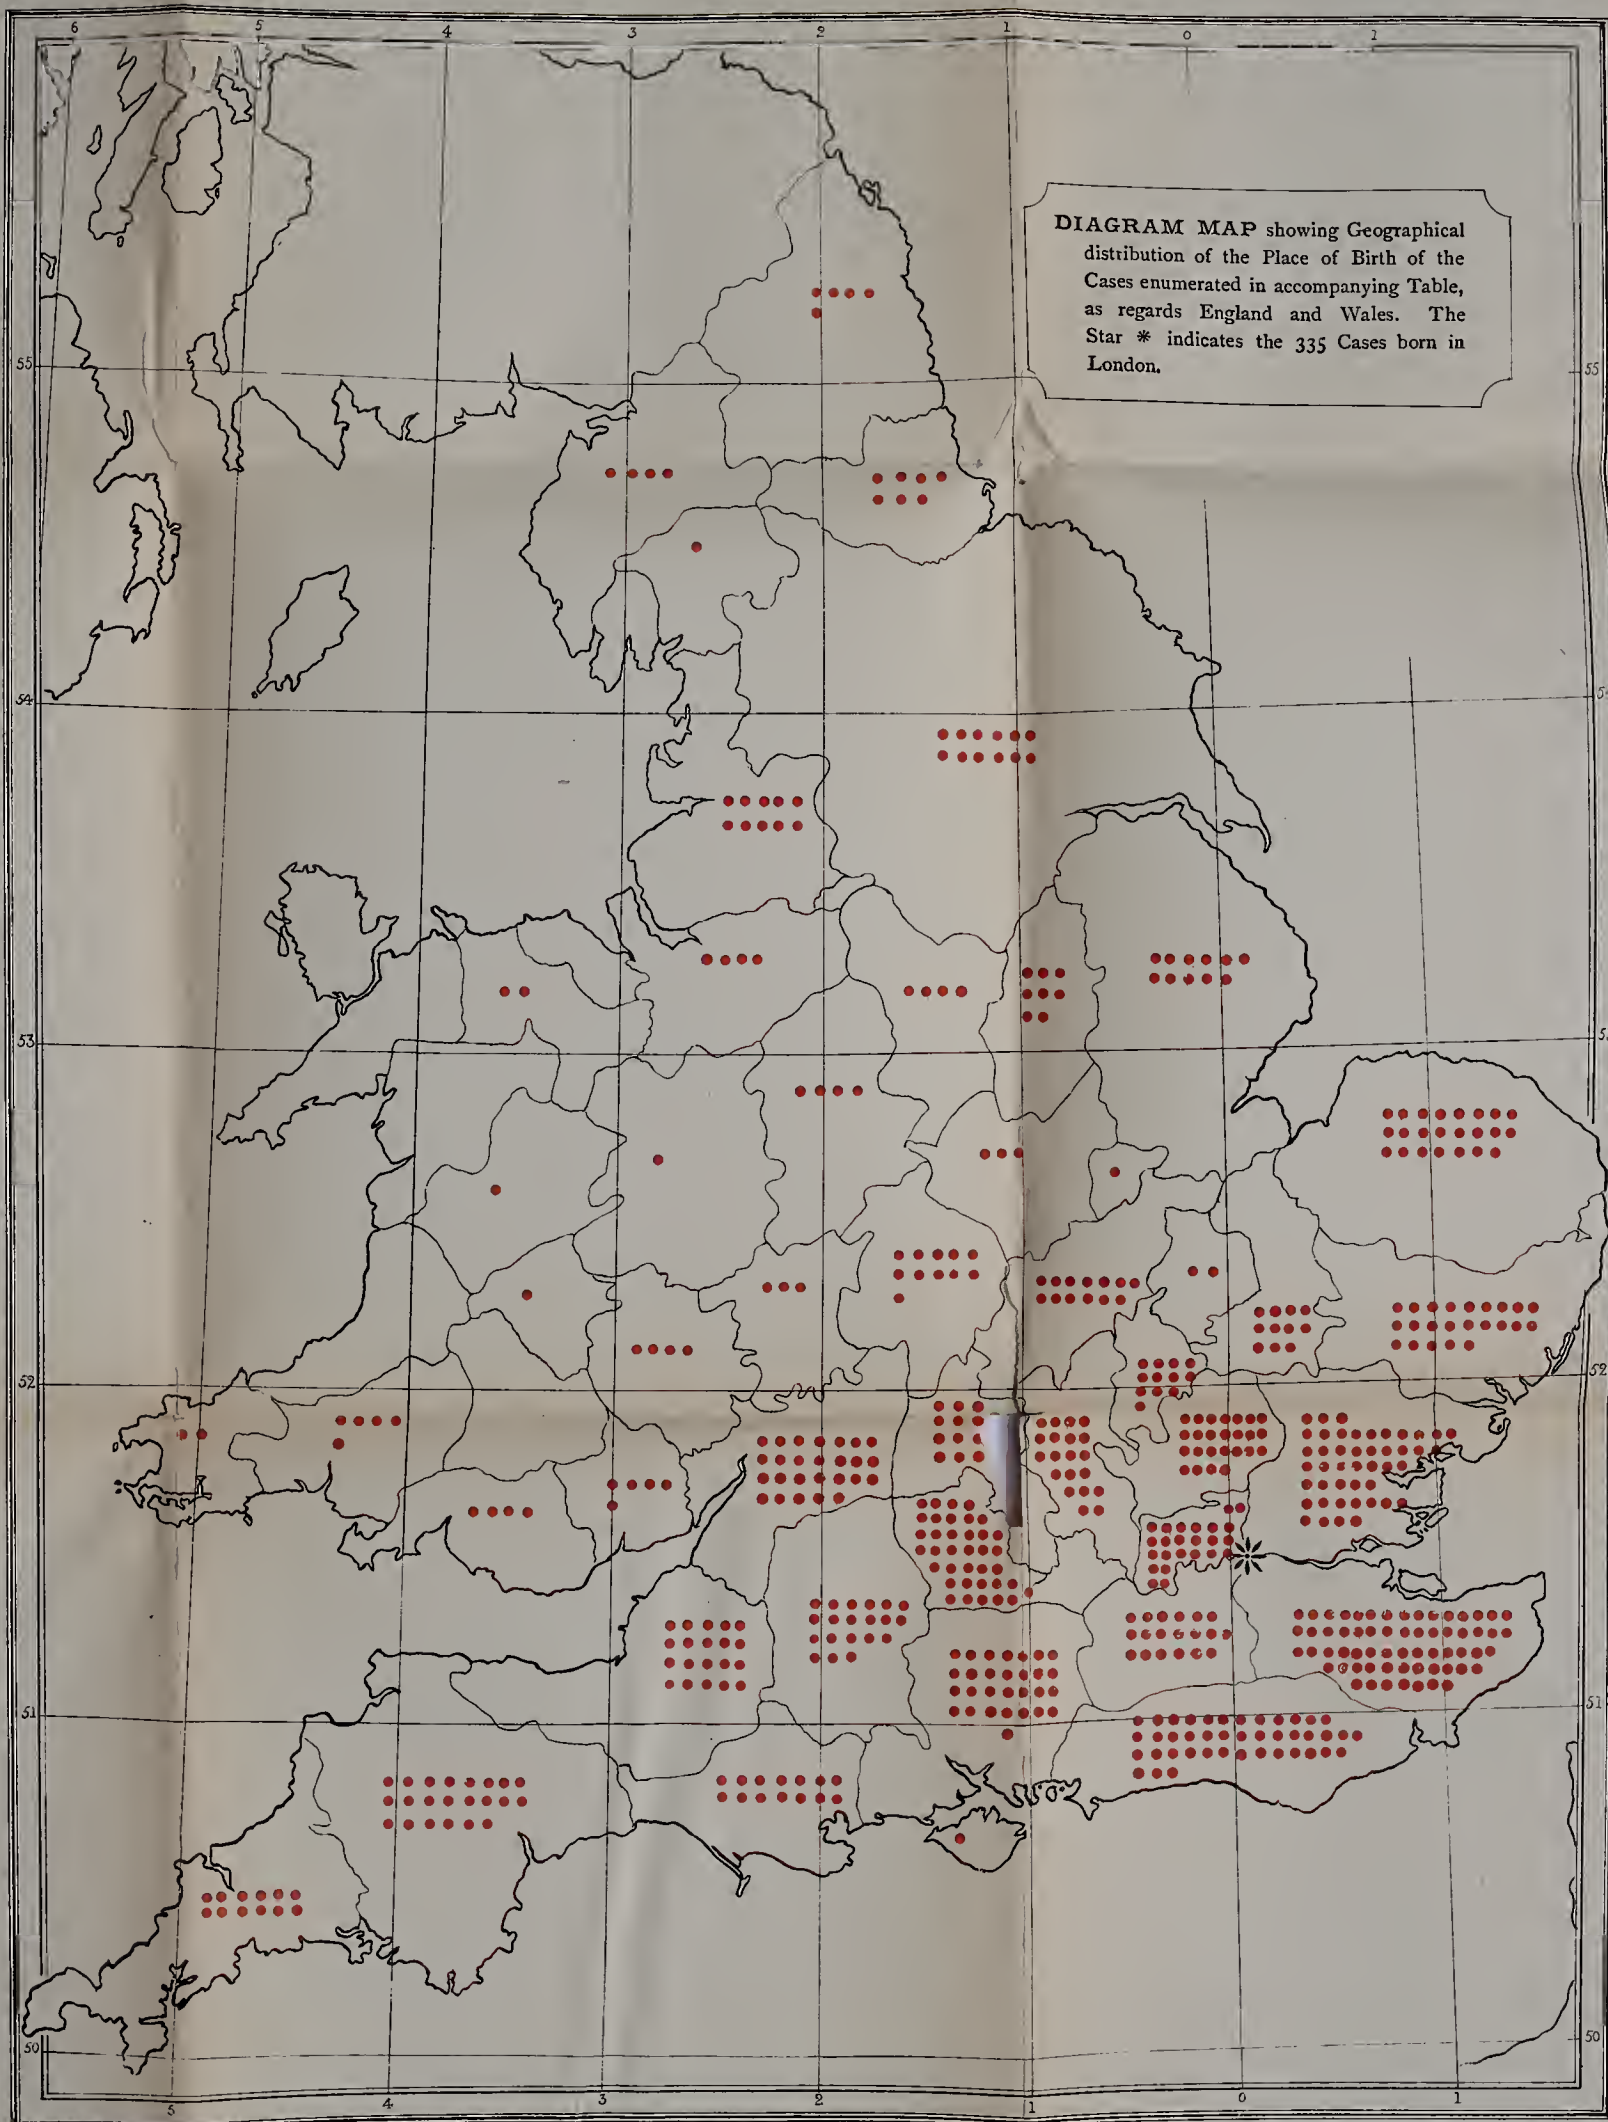 6 5 4 3 2 1 0 1
DIAGRAM MAP showing Geographical
distribution of the Place of Birth of the
Cases enumerated in accompanying Table,
as regards England and Wales. The
Star * indicates the 335 Cases born in
London.
55 55
54
53
52 52
51 51
50 50
5 4 3 2 1 0 1